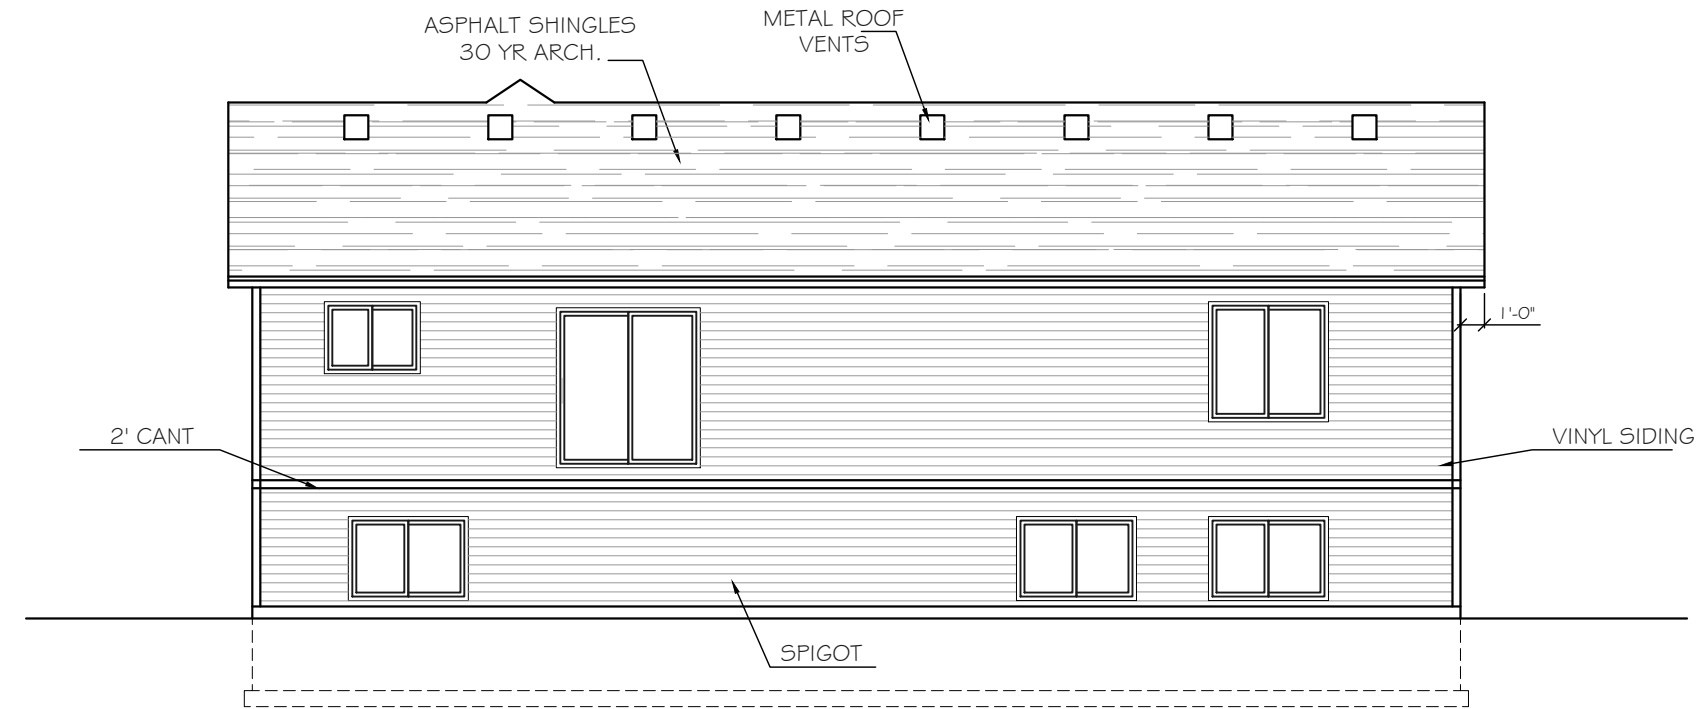 ASPHALT SHINGLES
30 YR ARCH.
METAL ROOF
VENTS
1'-0"
2' CANT
VINYL SIDING
SPIGOT